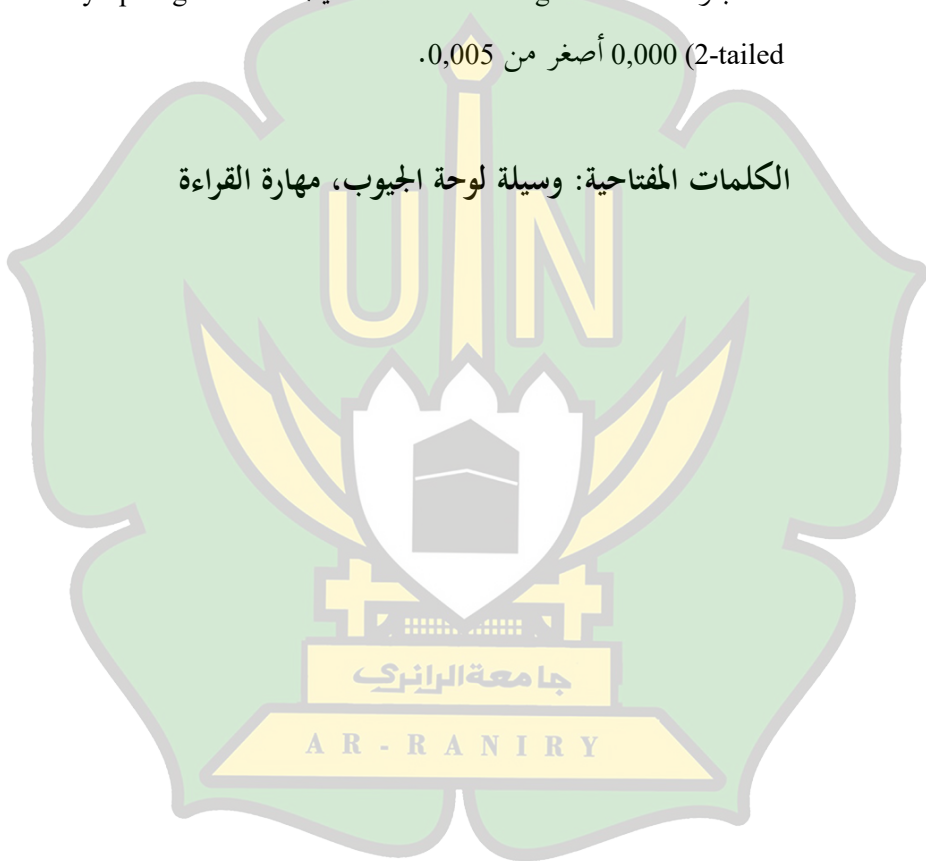 2-tailed) 0,000 أصغر من 0,005.
الكلمات المفتاحية: وسيلة لوحة الجيوب، مهارة القراءة
UIN
جامعة الرانري
AR-RANIRY